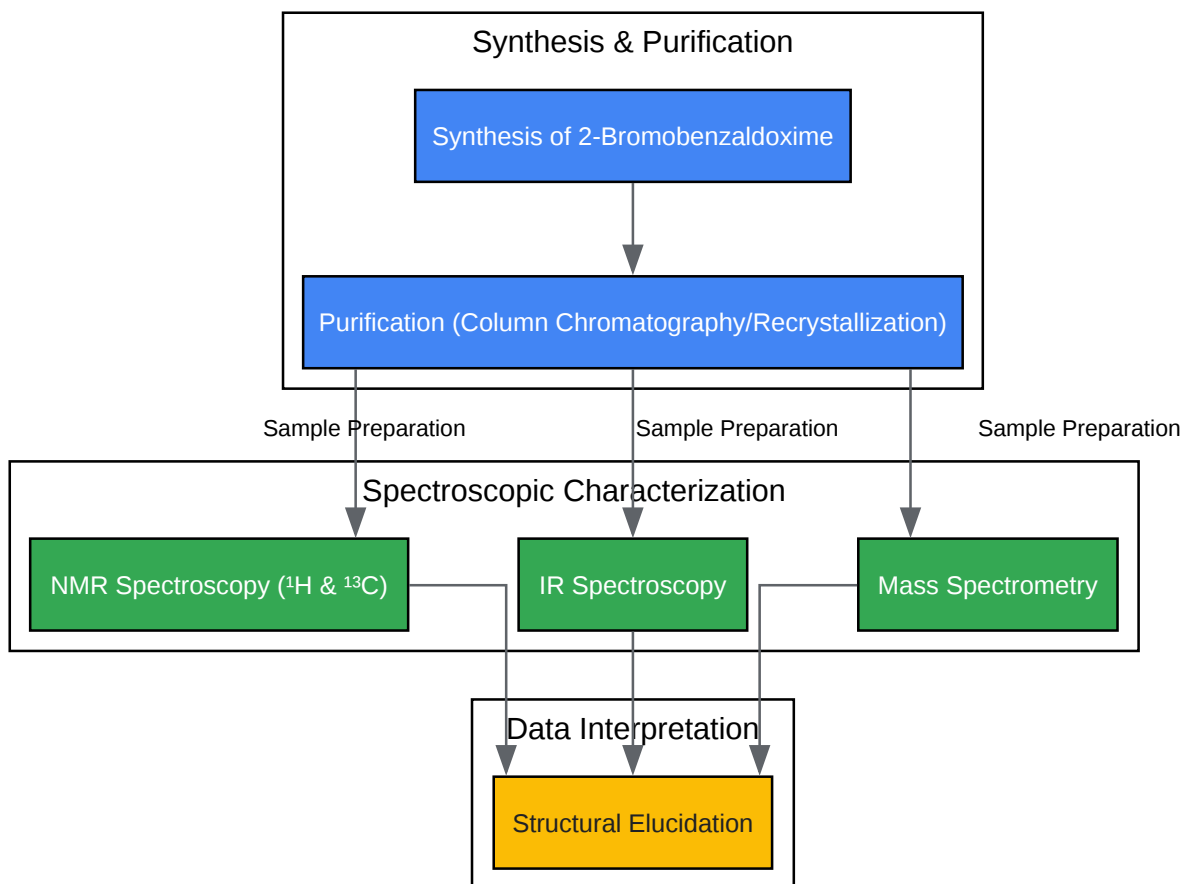 Synthesis & Purification
Synthesis of 2-Bromobenzaldoxime
Purification (Column Chromatography/Recrystallization)
Sample Preparation
Sample Preparation
Sample Preparation
Spectroscopic Characterization
NMR Spectroscopy (¹H & ¹³C)
IR Spectroscopy
Mass Spectrometry
Data Interpretation
Structural Elucidation